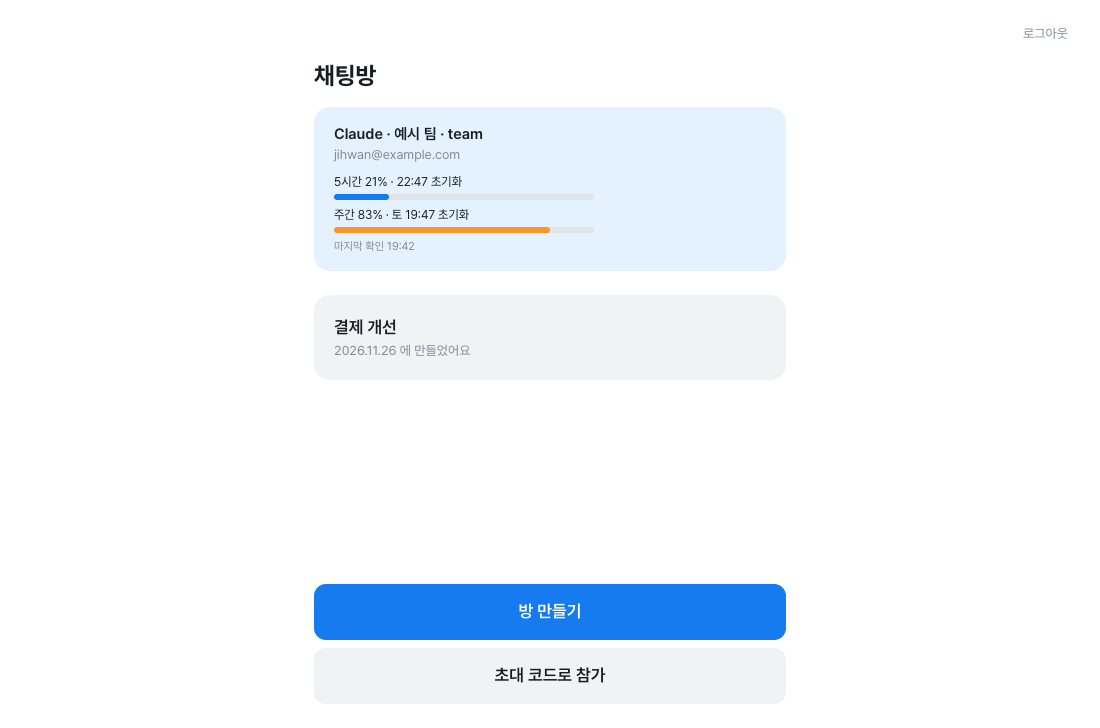 로그아웃
채팅방
Claude · 예시 팀 · team
jihwan@example.com
5시간 21% · 22:47 초기화
주간 83% · 토 19:47 초기화
마지막 확인 19:42
결제 개선
2026.11.26 에 만들었어요
방 만들기
초대 코드로 참가